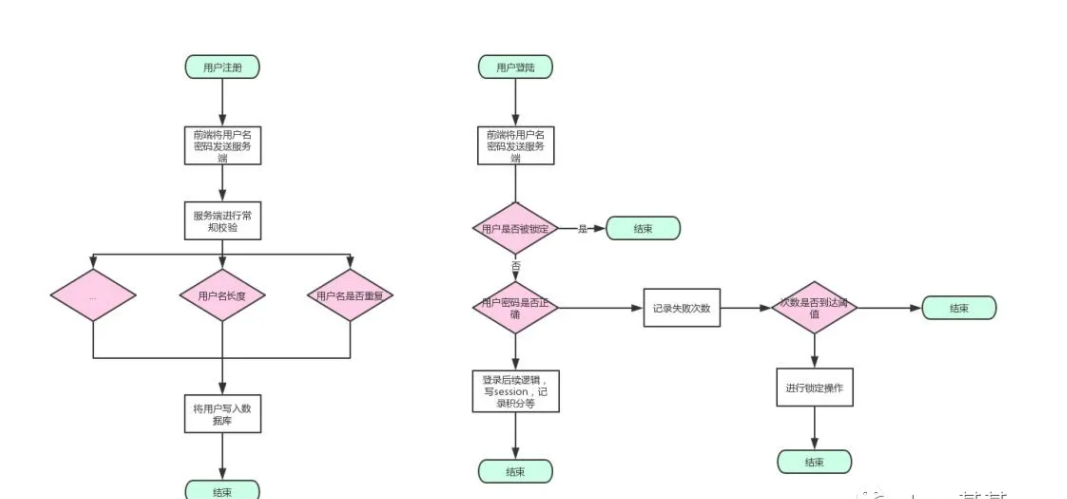 用户注册
前端将用户名
密码发送服务
端
服务端进行常
规校验
...
用户名长度
用户名是否重复
将用户写入数
据库
结束
用户登陆
前端将用户名
密码发送服务
端
用户是否被锁定
是
结束
否
用户密码是否正
确
记录失败次数
次数是否到达阈
值
结束
登录后续逻辑，
写session，记
录积分等
进行锁定操作
结束
结束